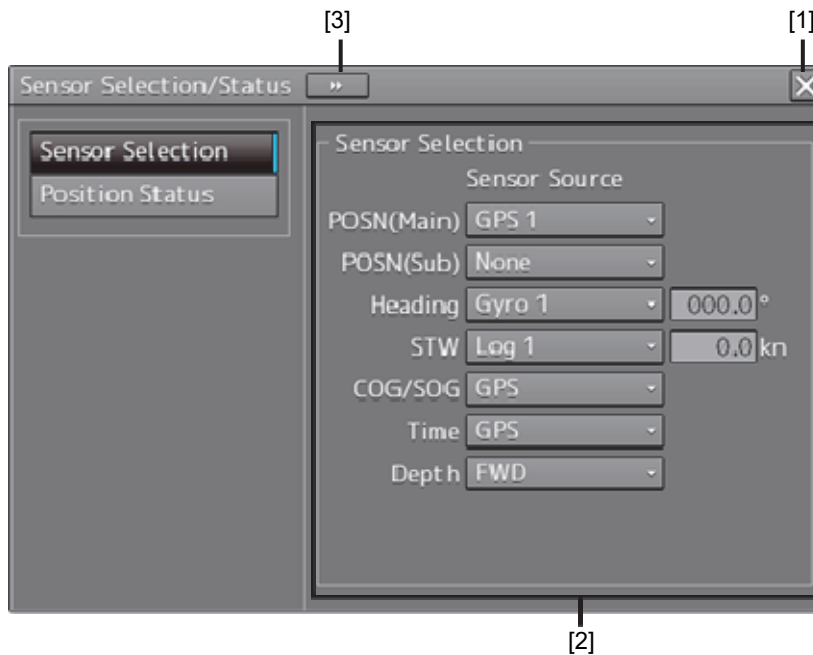 [3] [1]
Sensor Selection/Status »
Sensor Selection
Position Status
Sensor Selection
Sensor Source
POSN(Main) GPS 1
POSN(Sub) None
Heading Gyro 1 000.0°
STW Log 1 0.0 kn
COG/SOG GPS
Time GPS
Depth FWD
[2]